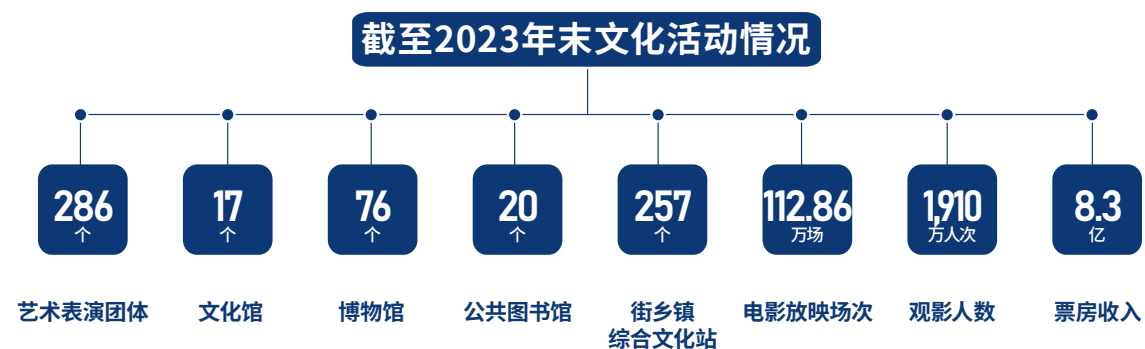 截至2023年末文化活动情况
286
个
17
个
76
个
20
个
257
个
112.86
万场
1,910
万人次
8.3
亿
艺术表演团体
文化馆
博物馆
公共图书馆
街乡镇
综合文化站
电影放映场次
观影人数
票房收入